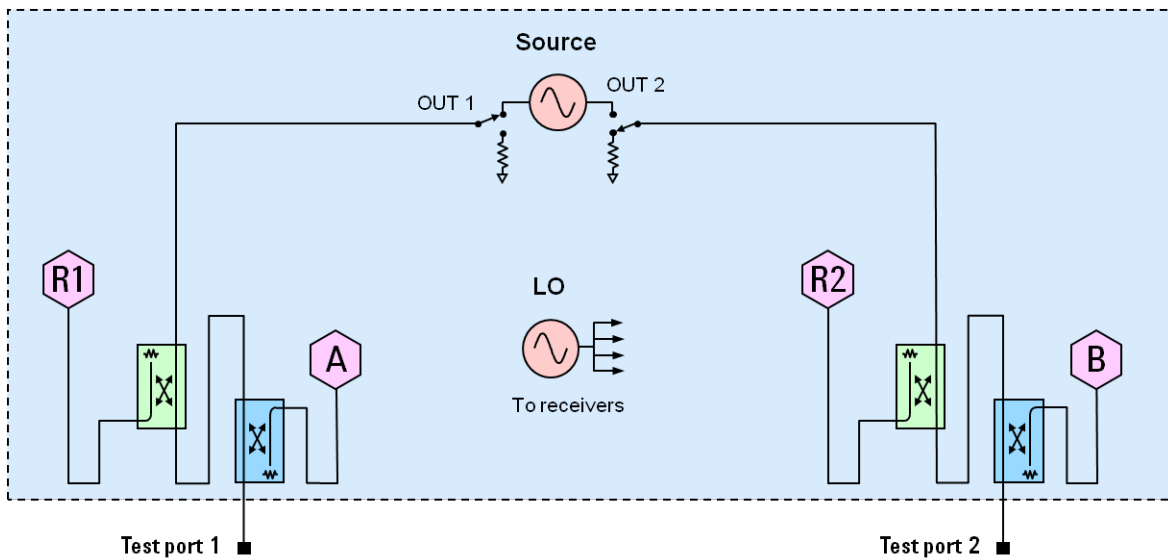 Source
OUT 1
OUT 2
R1
A
LO
To receivers
R2
B
Test port 1
Test port 2